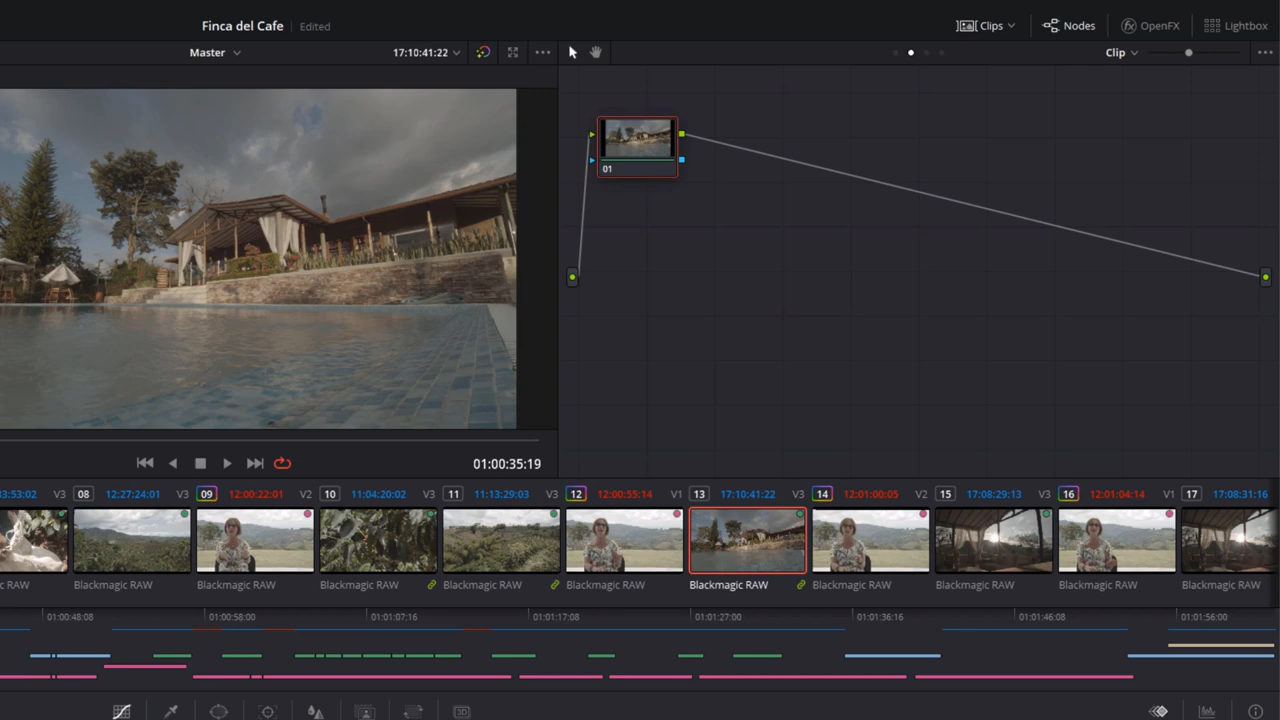 Finca del Cafe Edited
Clips Nodes OpenFX Lightbox
Master 17:10:41:22 Clip
01
01:00:35:19
3:53:02 V3 08 12:27:24:01 V3 09 12:00:22:01 V2 10 11:04:20:02 V3 11 11:13:29:03 V3 12 12:00:55:14 V1 13 17:10:41:22 V3 14 12:01:00:05 V2 15 17:08:29:13 V3 16 12:01:04:14 V1 17 17:08:31:16
c RAW Blackmagic RAW Blackmagic RAW Blackmagic RAW Blackmagic RAW Blackmagic RAW Blackmagic RAW Blackmagic RAW Blackmagic RAW Blackmagic RAW Blackmagic RAW
01:00:48:08 01:00:58:00 01:01:07:16 01:01:17:08 01:01:27:00 01:01:36:16 01:01:46:08 01:01:56:00
3D